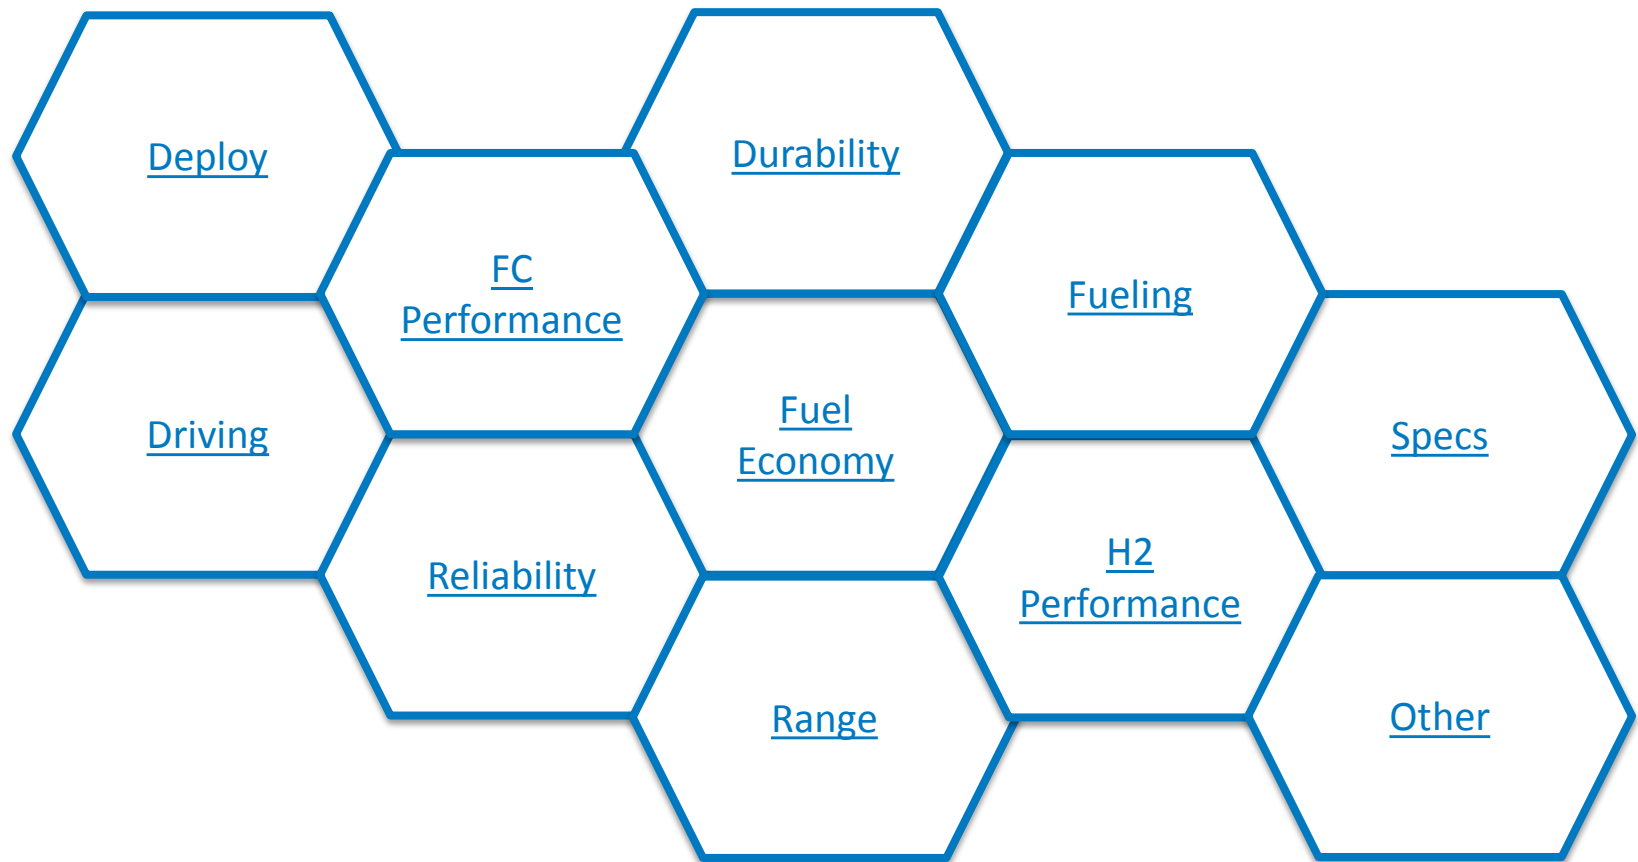 Deploy
Durability
FC
Performance
Fueling
Driving
Fuel
Economy
Specs
Reliability
H2
Performance
Range
Other